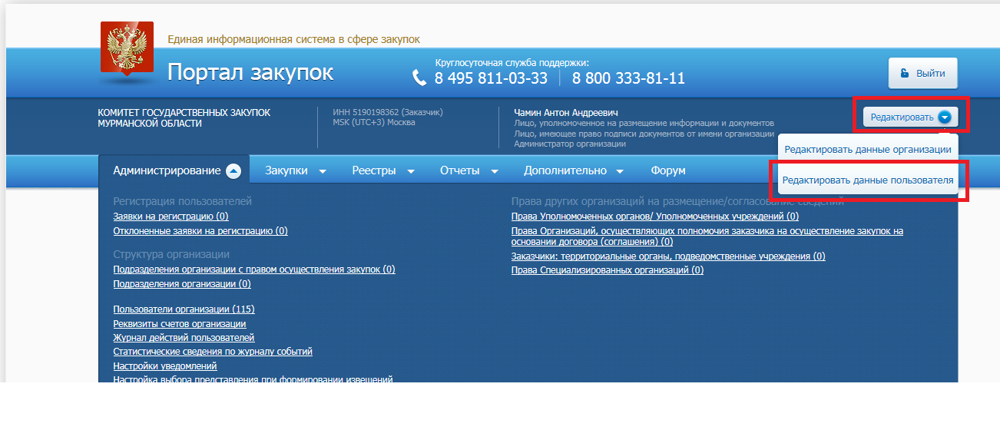 Единая информационная система в сфере закупок
Портал закупок
Круглосуточная служба поддержки:
8 495 811-03-33
8 800 333-81-11
Выйти
КОМИТЕТ ГОСУДАРСТВЕННЫХ ЗАКУПОК
МУРМАНСКОЙ ОБЛАСТИ
ИНН 5190198362 (Заказчик)
MSK (UTC+3) Москва
Чамин Антон Андреевич
Лицо, уполномоченное на размещение информации и документов
Лицо, имеющее право подписи документов от имени организации
Администратор организации
Редактировать
Редактировать данные организации
Редактировать данные пользователя
Администрирование
Закупки
Реестры
Отчеты
Дополнительно
Форум
Регистрация пользователей
Заявки на регистрацию (0)
Отклоненные заявки на регистрацию (0)
Структура организации
Подразделения организации с правом осуществления закупок (0)
Подразделения организации (0)
Пользователи организации (115)
Реквизиты счетов организации
Журнал действий пользователей
Статистические сведения по журналу событий
Настройки уведомлений
Настройка выбора представления при формировании извещений
Права других организаций на размещение/согласование сведений
Права Уполномоченных органов/ Уполномоченных учреждений (0)
Права Организаций, осуществляющих полномочия заказчика на осуществление закупок на
основании договора (соглашения) (0)
Заказчики: территориальные органы, подведомственные учреждения (0)
Права Специализированных организаций (0)